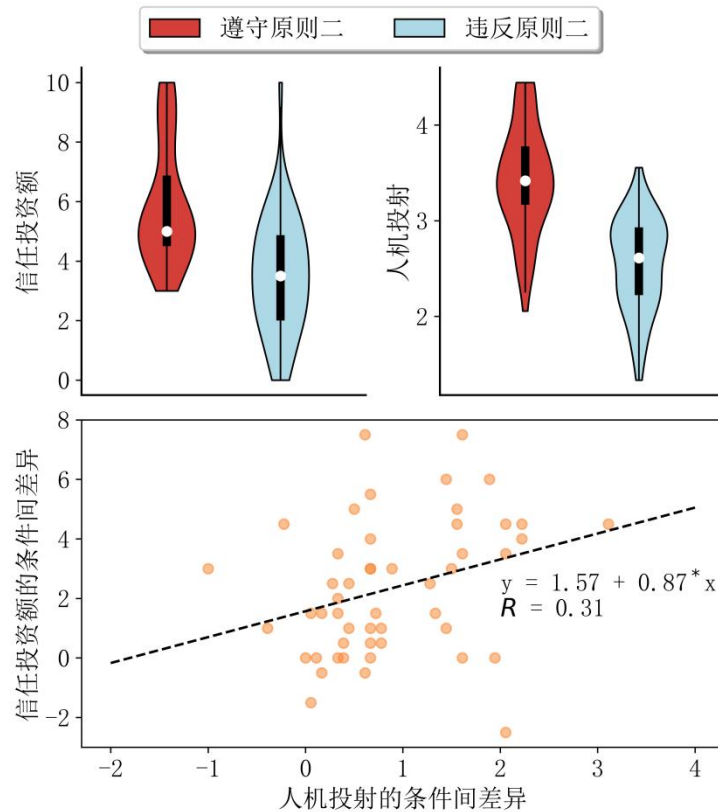 遵守原则二 违反原则二
信任投资额
10
8
6
4
2
0
人机投射
4
3
2
信任投资额的条件间差异
8
6
4
2
0
−2
y = 1.57 + 0.87*x
R = 0.31
−2 −1 0 1 2 3 4
人机投射的条件间差异